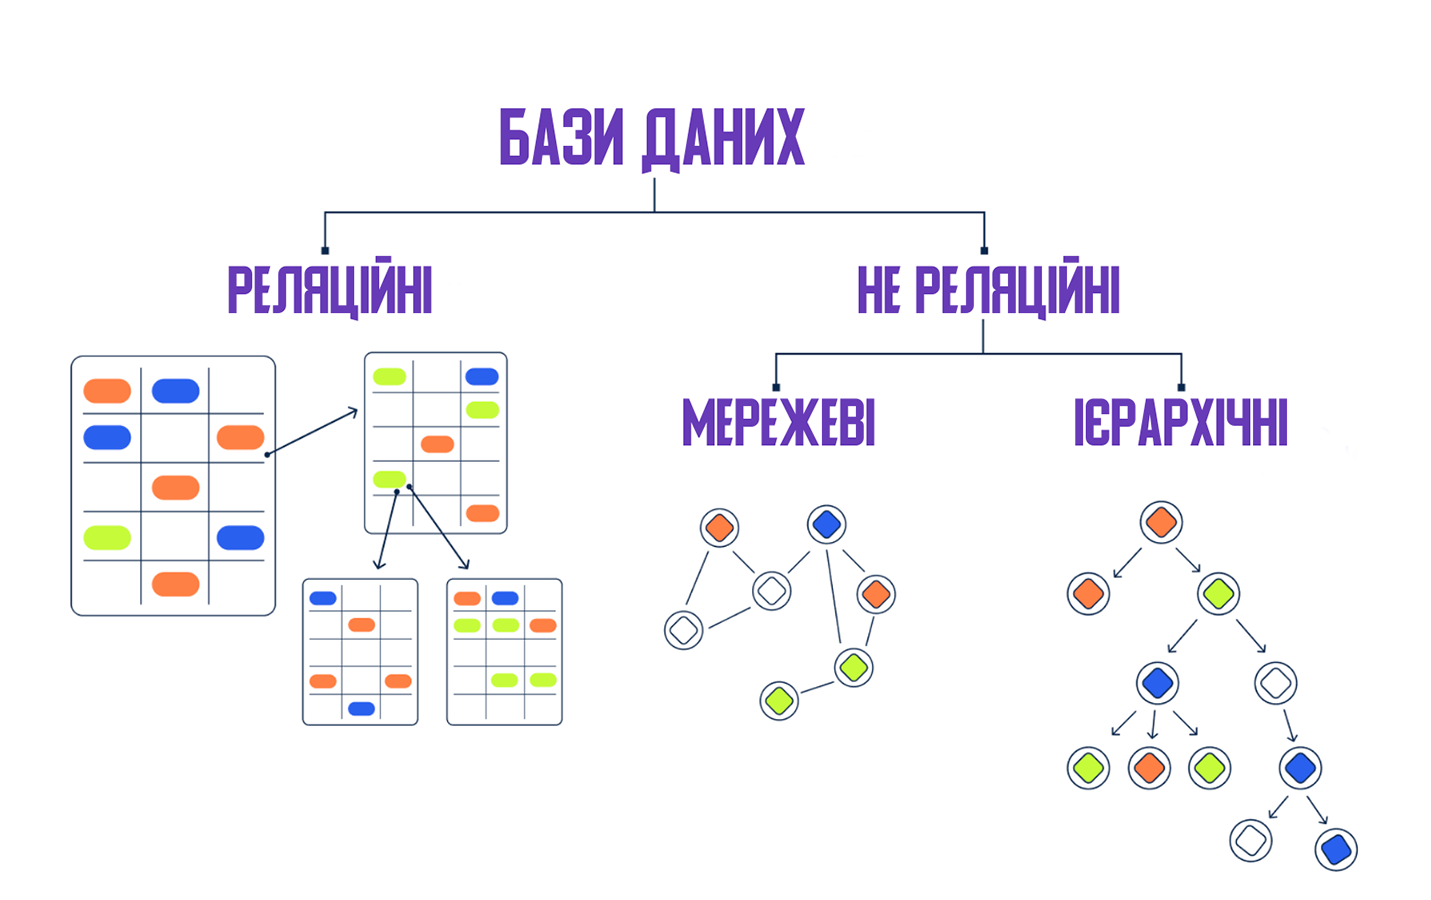 БАЗИ ДАНИХ
РЕЛЯЦІЙНІ
НЕ РЕЛЯЦІЙНІ
МЕРЕЖЕВІ
ІЄРАРХІЧНІ